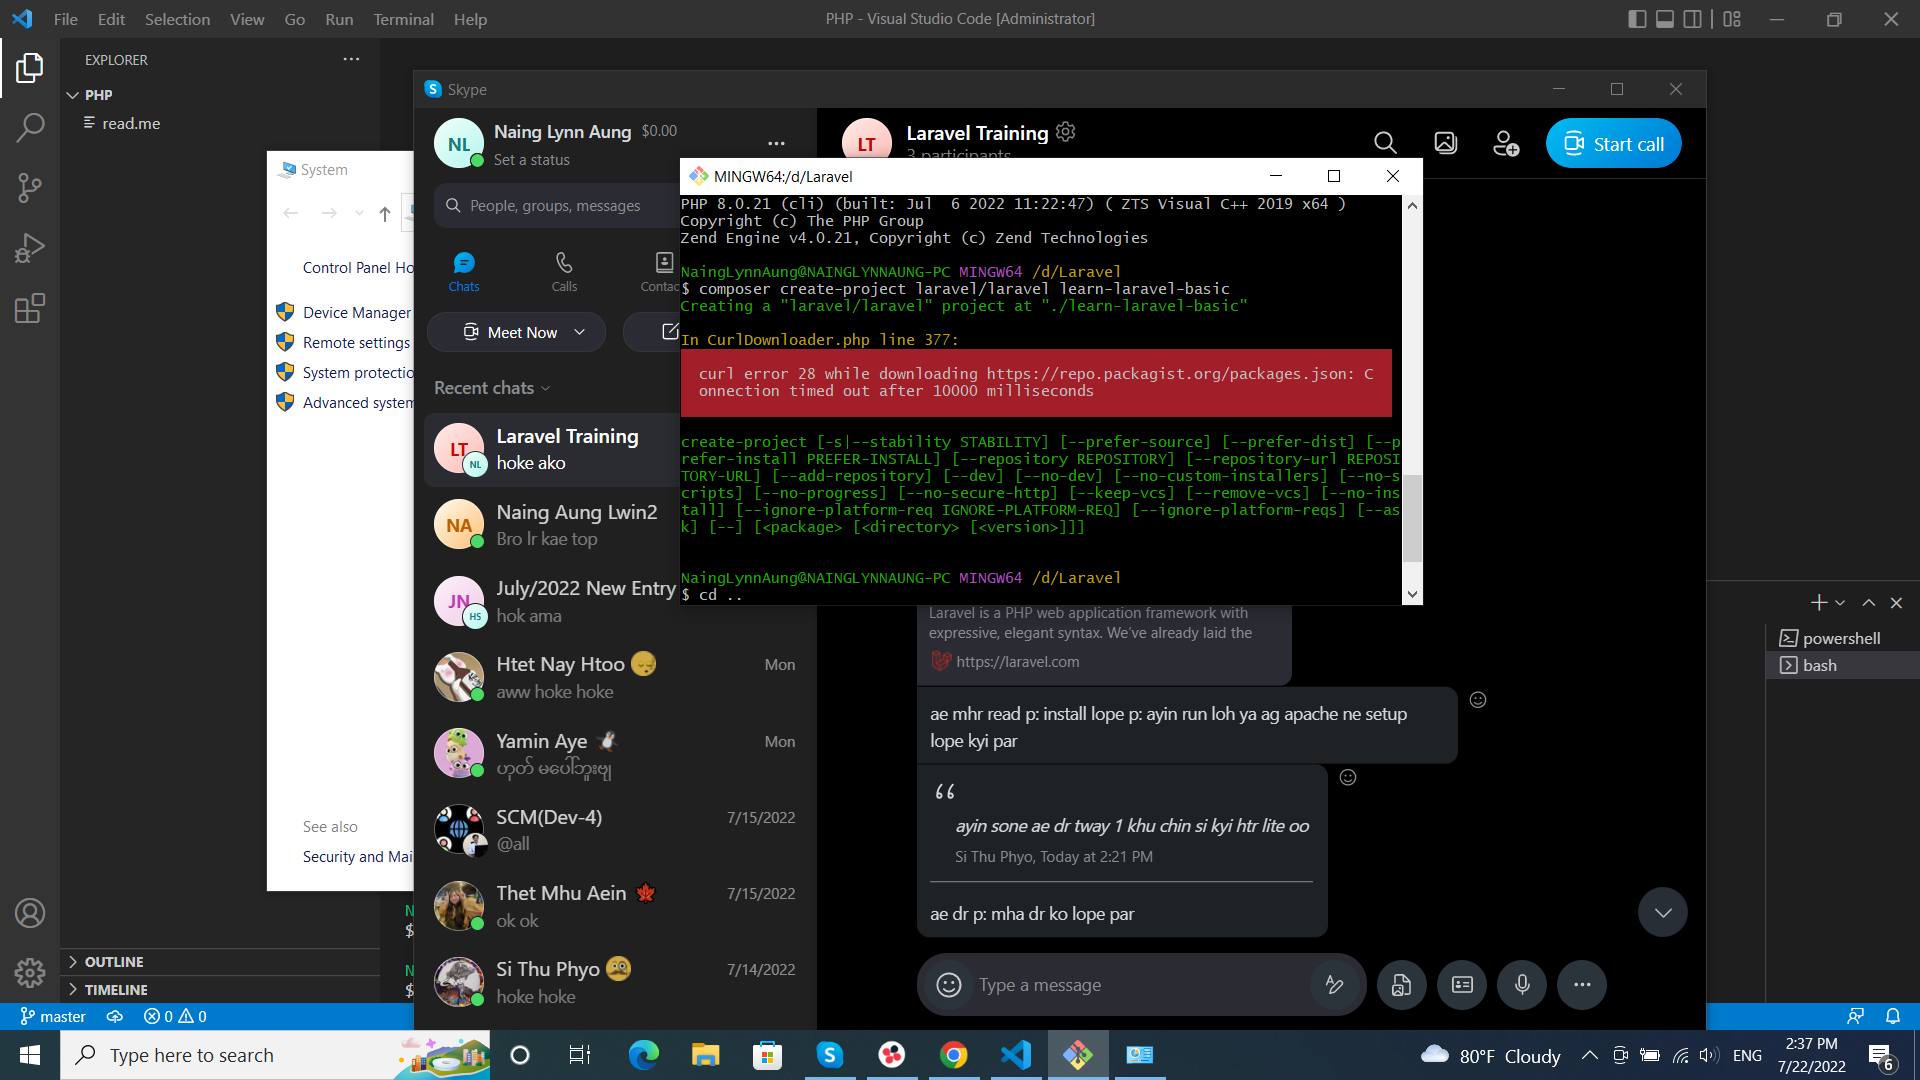 File Edit Selection View Go Run Terminal Help
PHP - Visual Studio Code [Administrator]
EXPLORER
PHP
read.me
OUTLINE
TIMELINE
System
Control Panel Ho
Device Manager
Remote settings
System protectio
Advanced system
See also
Security and Mai
Skype
NL
Naing Lynn Aung $0.00
Set a status
People, groups, messages
Chats
Calls
Contac
Meet Now
Recent chats
LT
NL
Laravel Training
hoke ako
NA
Naing Aung Lwin2
Bro lr kae top
JN
HS
July/2022 New Entry
hok ama
Htet Nay Htoo
Mon
aww hoke hoke
Yamin Aye
Mon
ဟုတ် မပေါ်ဘူးဗျ
SCM(Dev-4)
7/15/2022
@all
Thet Mhu Aein
7/15/2022
ok ok
Si Thu Phyo
7/14/2022
hoke hoke
LT
Laravel Training
3 participants
Start call
MINGW64:/d/Laravel
PHP 8.0.21 (cli) (built: Jul  6 2022 11:22:47) ( ZTS Visual C++ 2019 x64 )
Copyright (c) The PHP Group
Zend Engine v4.0.21, Copyright (c) Zend Technologies
NaingLynnAung@NAINGLYNNAUNG-PC MINGW64 /d/Laravel
$ composer create-project laravel/laravel learn-laravel-basic
Creating a "laravel/laravel" project at "./learn-laravel-basic"
In CurlDownloader.php line 377:
curl error 28 while downloading https://repo.packagist.org/packages.json: C
onnection timed out after 10000 milliseconds
create-project [-s|--stability STABILITY] [--prefer-source] [--prefer-dist] [--p
refer-install PREFER-INSTALL] [--repository REPOSITORY] [--repository-url REPOSI
TORY-URL] [--add-repository] [--dev] [--no-dev] [--no-custom-installers] [--no-s
cripts] [--no-progress] [--no-secure-http] [--keep-vcs] [--remove-vcs] [--no-ins
tall] [--ignore-platform-req IGNORE-PLATFORM-REQ] [--ignore-platform-reqs] [--as
k] [--] [<package> [<directory> [<version>]]]
NaingLynnAung@NAINGLYNNAUNG-PC MINGW64 /d/Laravel
$ cd ..
Laravel is a PHP web application framework with
expressive, elegant syntax. We've already laid the
https://laravel.com
ae mhr read p: install lope p: ayin run loh ya ag apache ne setup
lope kyi par
ayin sone ae dr tway 1 khu chin si kyi htr lite oo
Si Thu Phyo, Today at 2:21 PM
ae dr p: mha dr ko lope par
Type a message
powershell
bash
N
$
N
$
master
0 0
Type here to search
80°F Cloudy
ENG
2:37 PM
7/22/2022
6